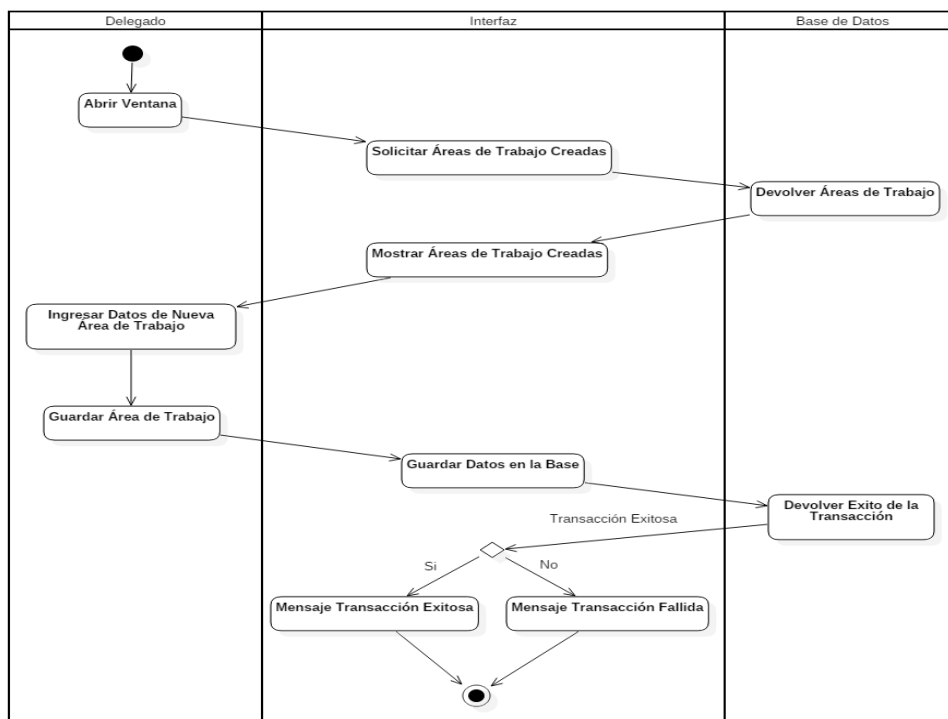 Delegado
Interfaz
Base de Datos
Abrir Ventana
Solicitar Áreas de Trabajo Creadas
Devolver Áreas de Trabajo
Mostrar Áreas de Trabajo Creadas
Ingresar Datos de Nueva
Área de Trabajo
Guardar Área de Trabajo
Guardar Datos en la Base
Devolver Exito de la
Transacción
Transacción Exitosa
Si
No
Mensaje Transacción Exitosa
Mensaje Transacción Fallida